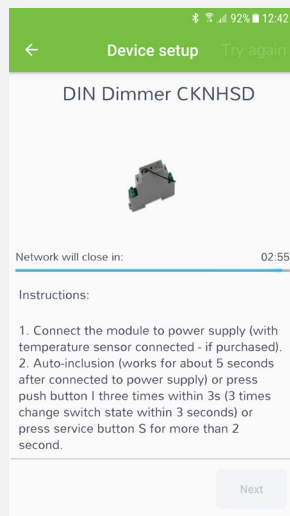 92% 12:42
Device setup Try again
DIN Dimmer CKNHSD
Network will close in: 02:55
Instructions:
1. Connect the module to power supply (with
temperature sensor connected - if purchased).
2. Auto-inclusion (works for about 5 seconds
after connected to power supply) or press
push button I three times within 3s (3 times
change switch state within 3 seconds) or
press service button S for more than 2
second.
Next